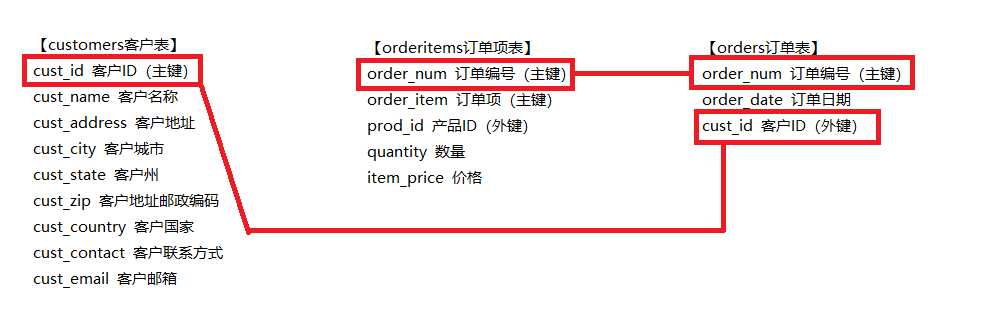 【customers客户表】
cust_id 客户ID（主键）
cust_name 客户名称
cust_address 客户地址
cust_city 客户城市
cust_state 客户州
cust_zip 客户地址邮政编码
cust_country 客户国家
cust_contact 客户联系方式
cust_email 客户邮箱
【orderitems订单项表】
order_num 订单编号（主键）
order_item 订单项（主键）
prod_id 产品ID（外键）
quantity 数量
item_price 价格
【orders订单表】
order_num 订单编号（主键）
order_date 订单日期
cust_id 客户ID（外键）